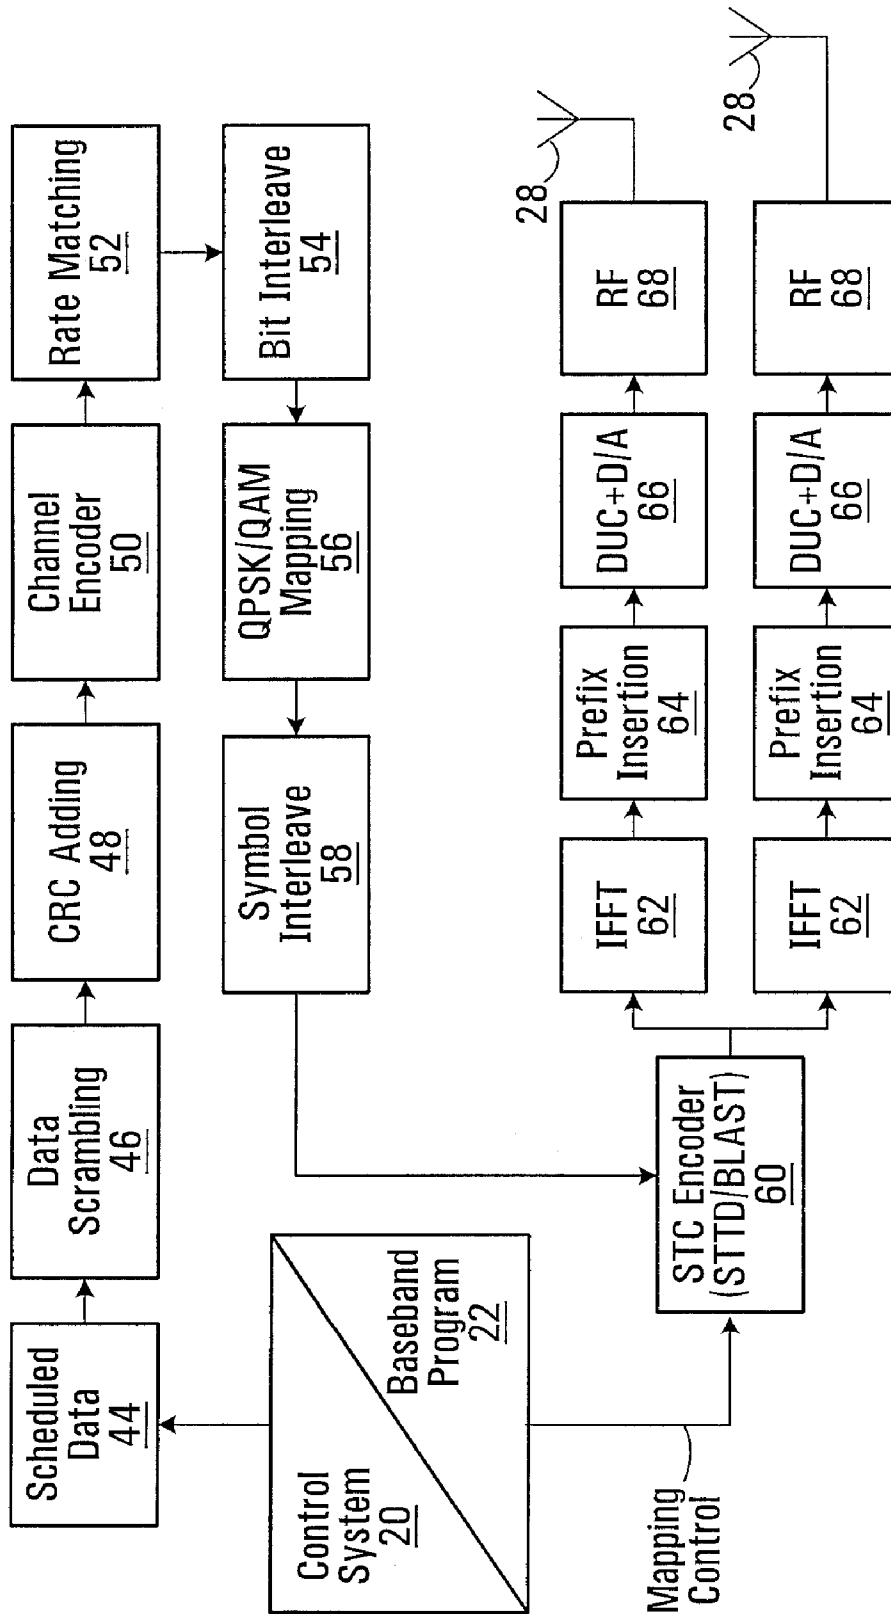 Scheduled
Data
44
Data
Scrambling
46
CRC Adding
48
Channel
Encoder
50
Rate Matching
52
Bit Interleave
54
QPSK/QAM
Mapping
56
Symbol
Interleave
58
Control
System
20
Baseband
Program
22
Mapping
Control
STC Encoder
(STTD/BLAST)
60
IFFT
62
Prefix
Insertion
64
DUC+D/A
66
RF
68
28
IFFT
62
Prefix
Insertion
64
DUC+D/A
66
RF
68
28